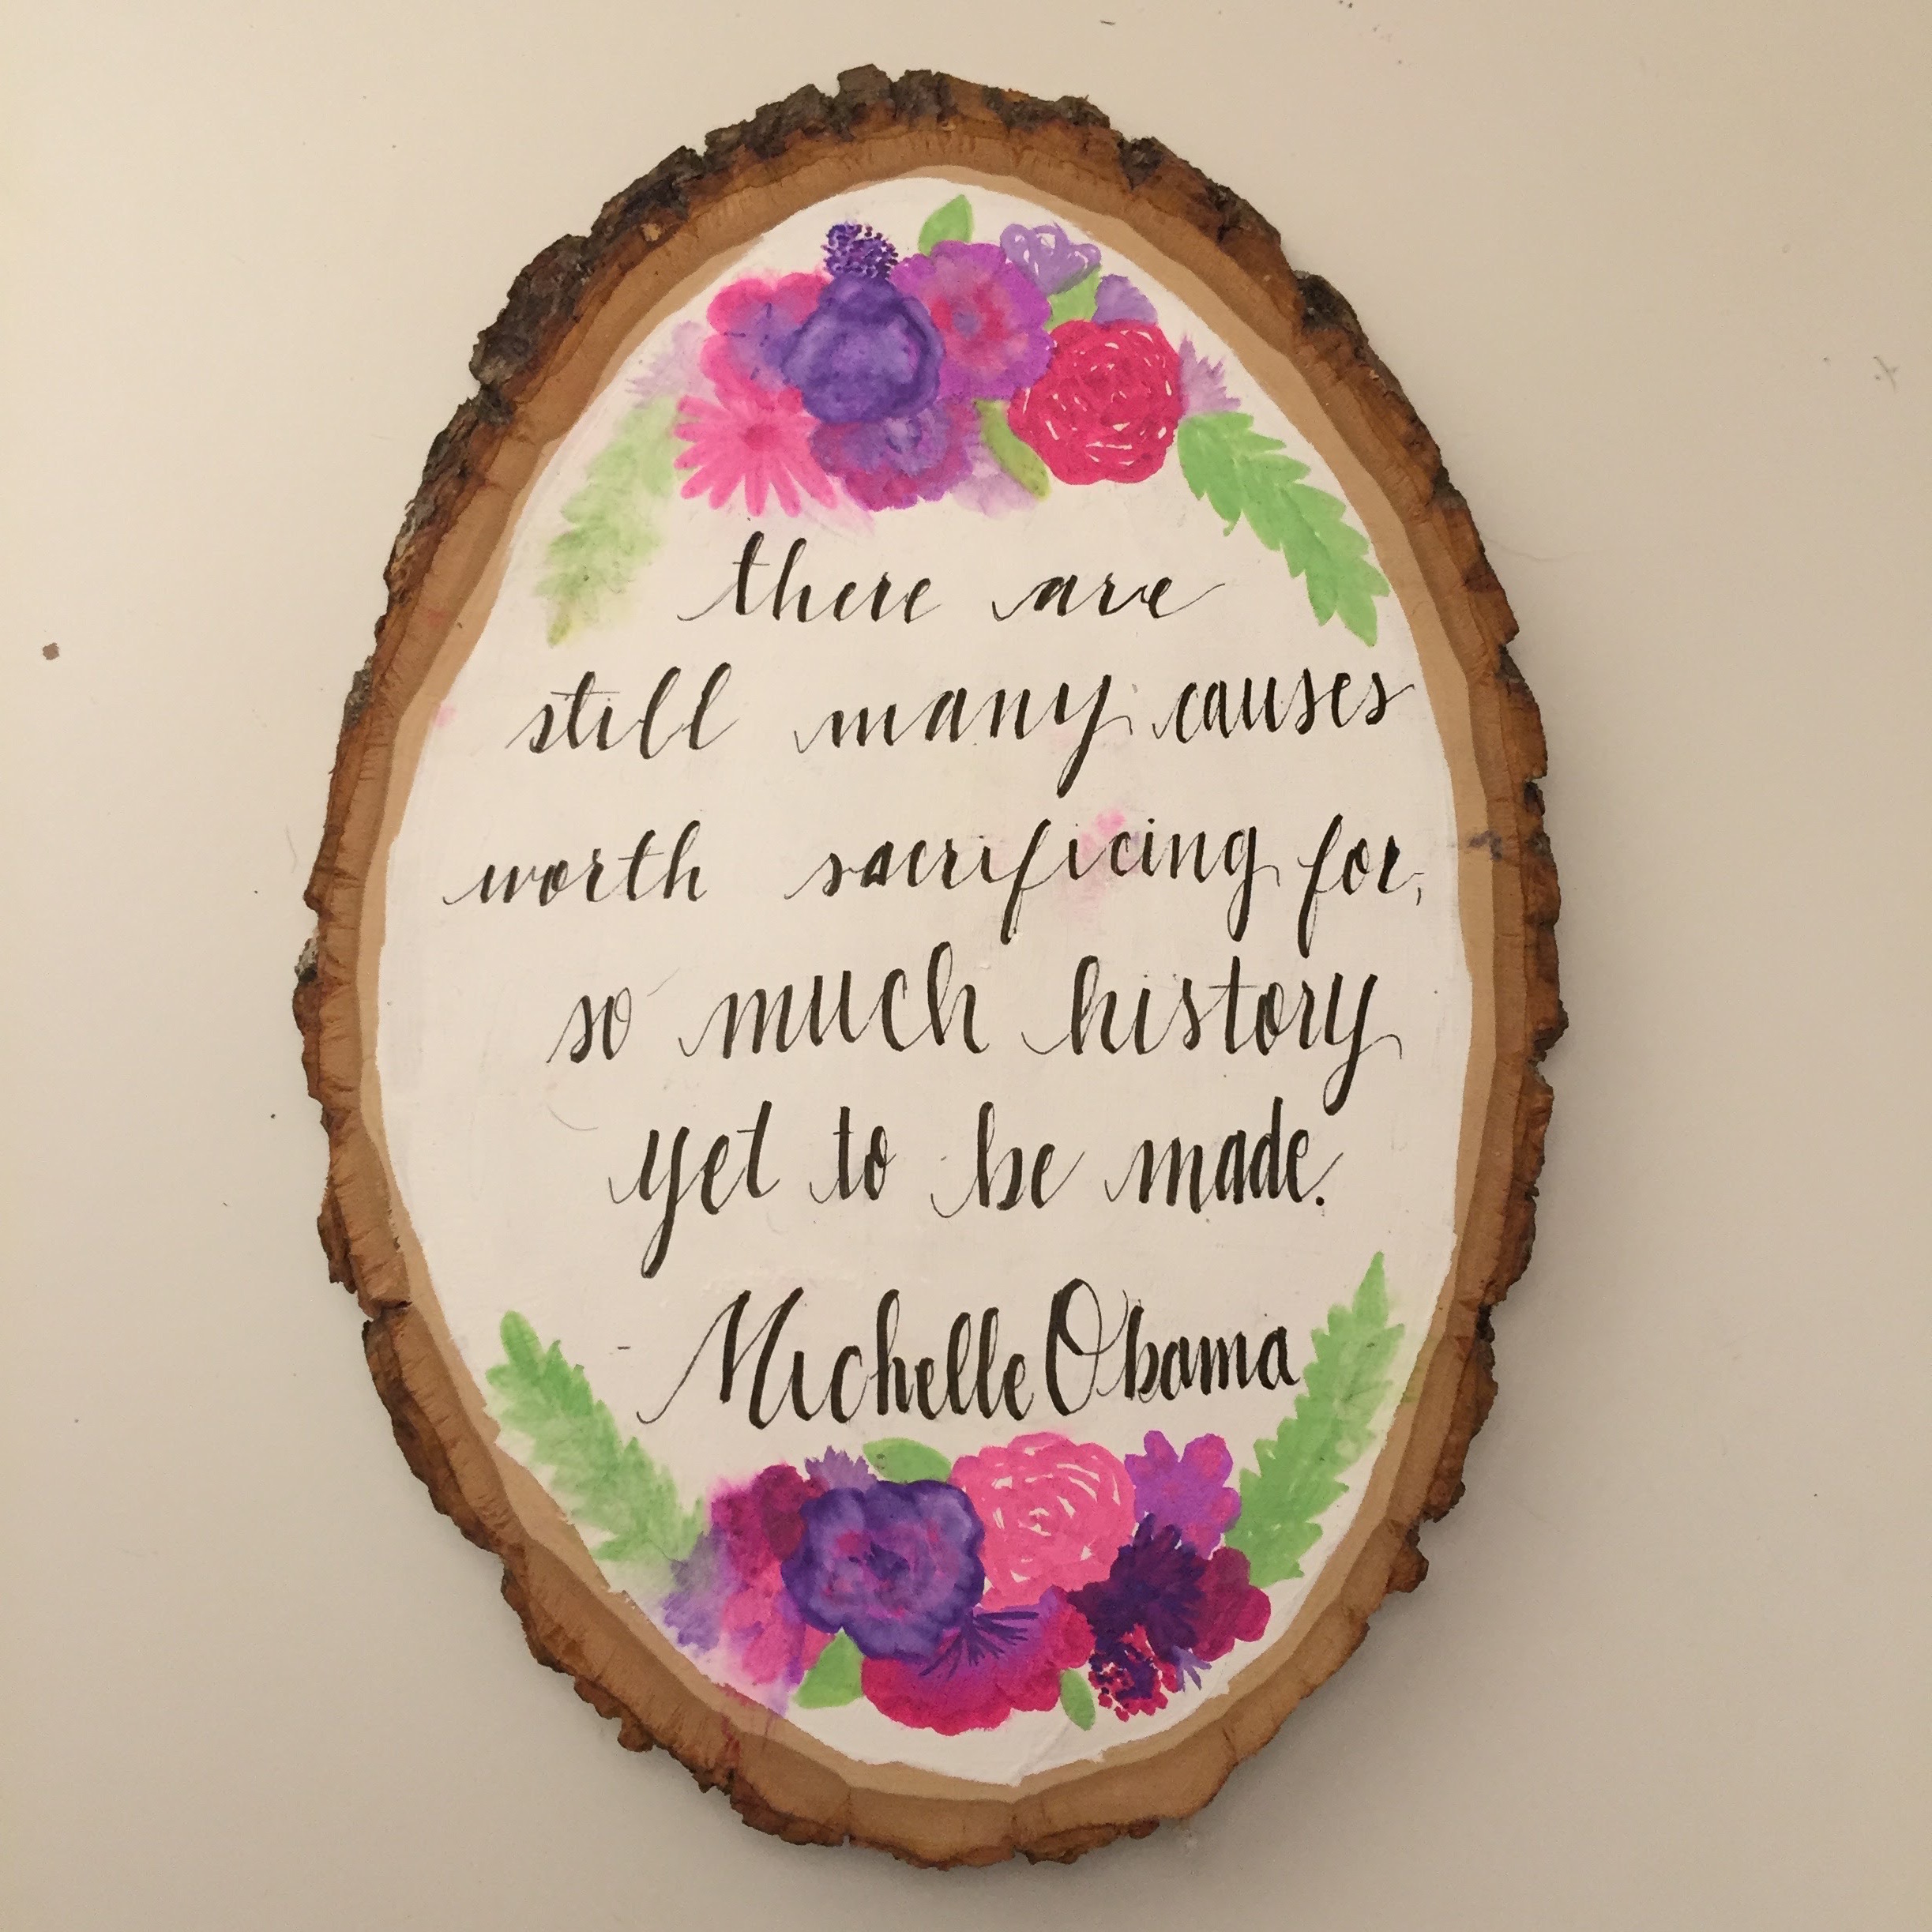 there are
still many causes
worth sacrificing for,
so much history
yet to be made.
- Michelle Obama